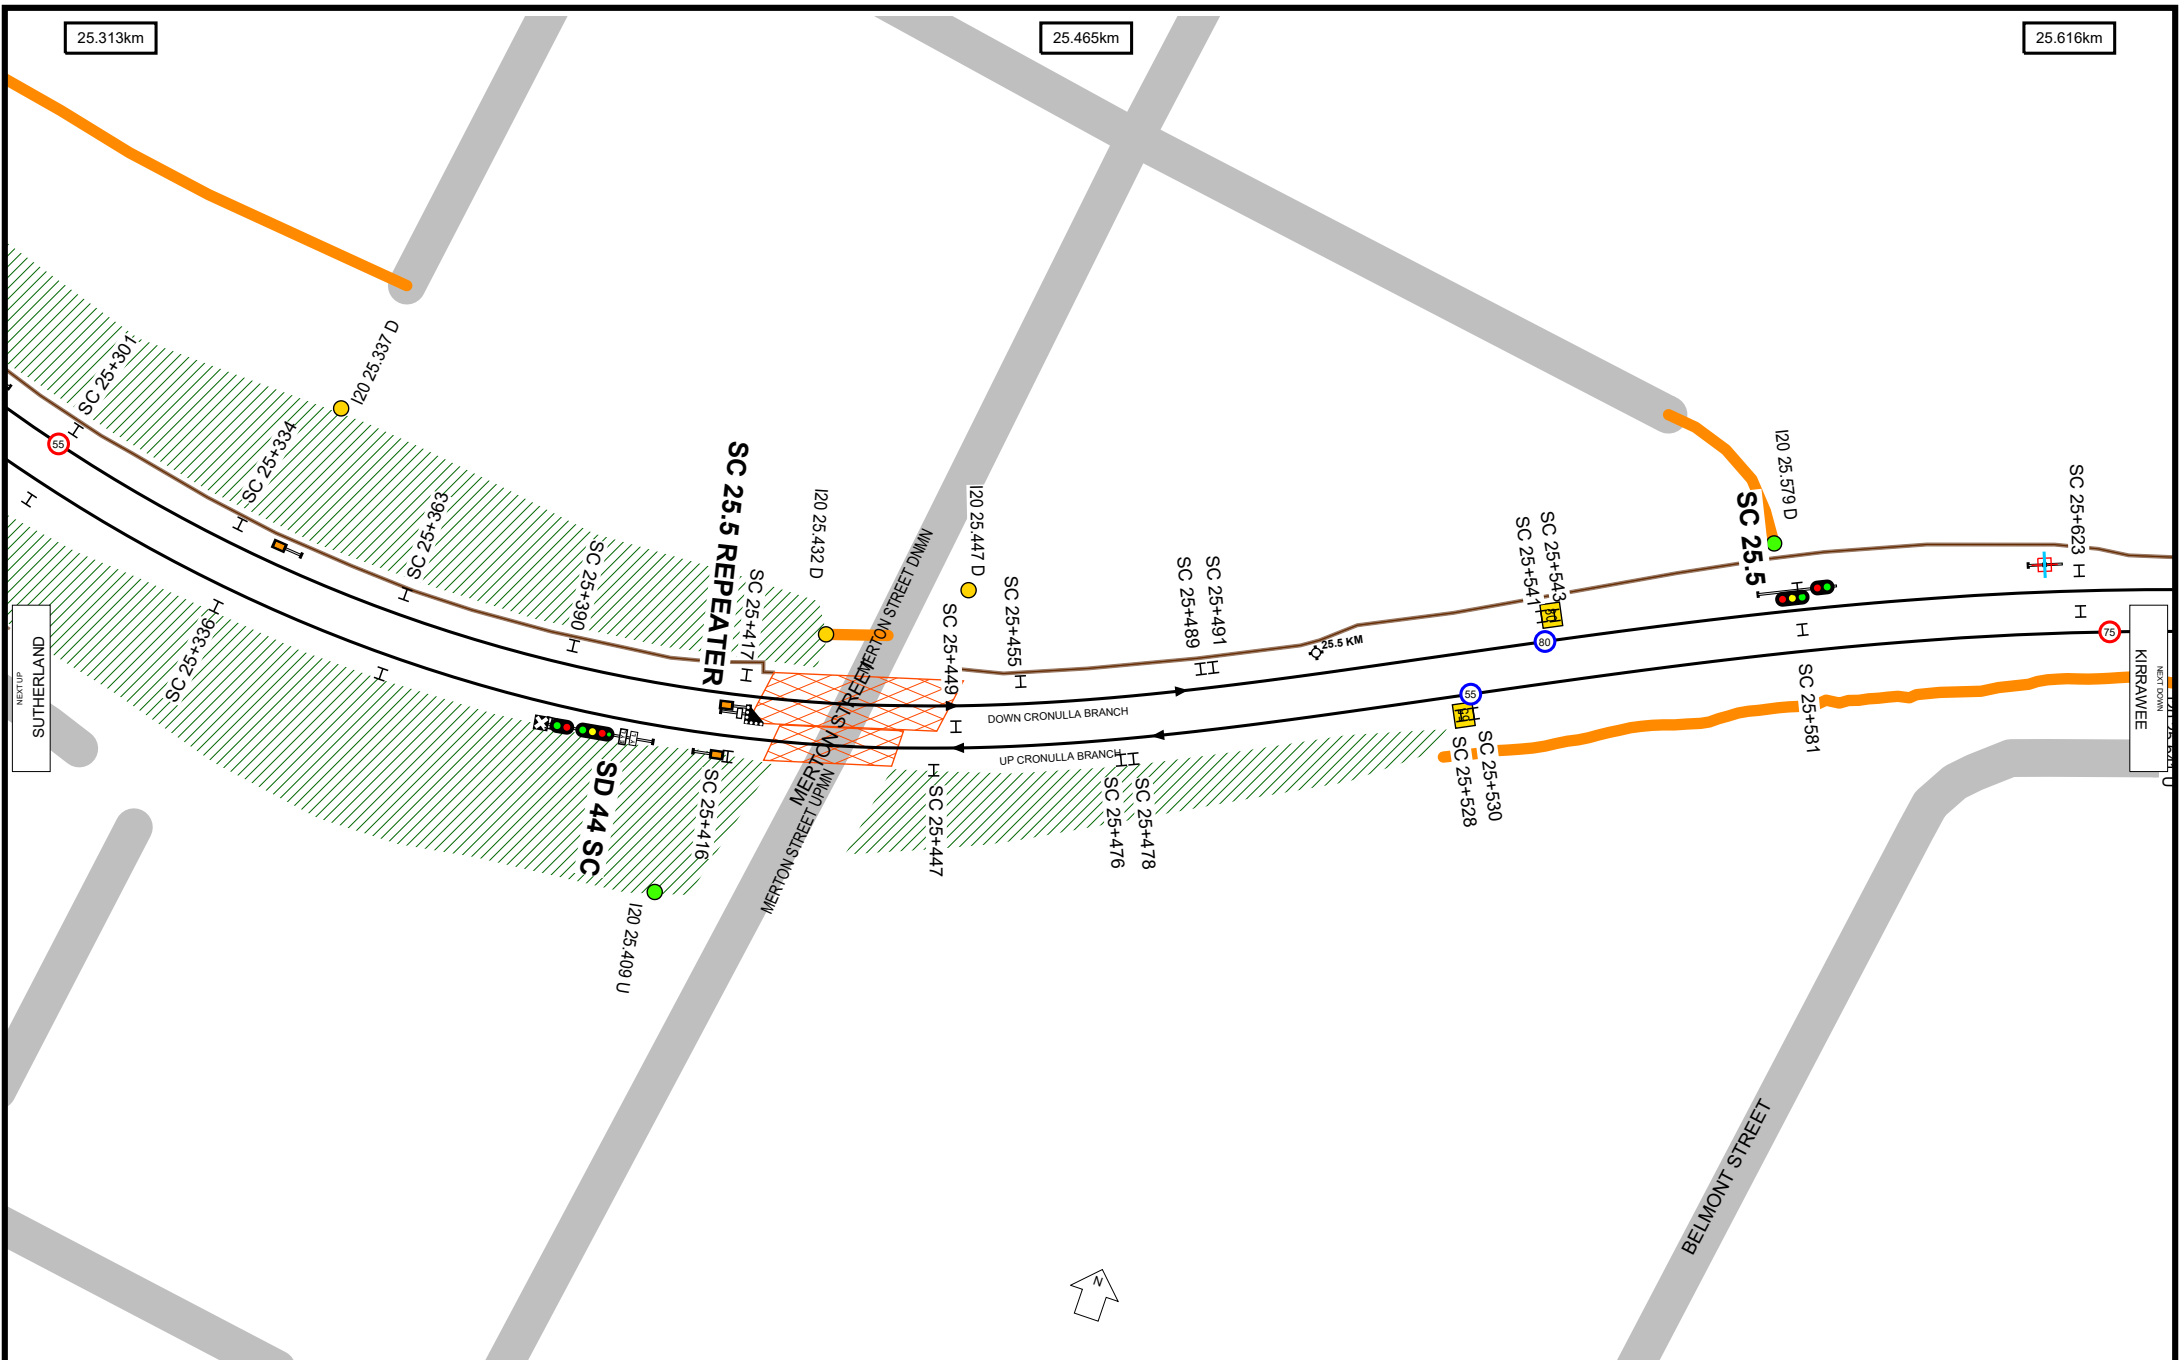 25.313km
25.465km
25.616km
SC 25+301
I20 25.337 D
SC 25+334
SC 25+363
SC 25+390
SC 25.5 REPEATER
SC 25+417
I20 25.432 D
MERTON STREET DNMN
I20 25.447 D
SC 25+449
SC 25+455
SC 25+489
SC 25+491
25.5 KM
SC 25+541
SC 25+543
80
80
SC 25.5
I20 25.579 D
SC 25+623
55
NEXT UP
SUTHERLAND
SC 25+336
SD 44 SC
SC 25+416
I20 25.409 U
MERTON STREET
MERTON STREET UPMN
DOWN CRONULLA BRANCH
UP CRONULLA BRANCH
SC 25+447
SC 25+476
SC 25+478
55
SC 25+528
SC 25+530
SC 25+581
75
NEXT DOWN
KIRRAWEE
BELMONT STREET
N